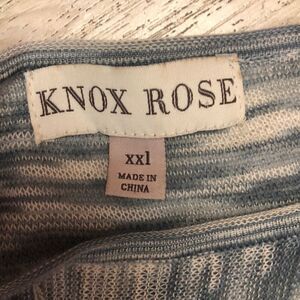 KNOX ROSE
xxl
MADE IN
CHINA